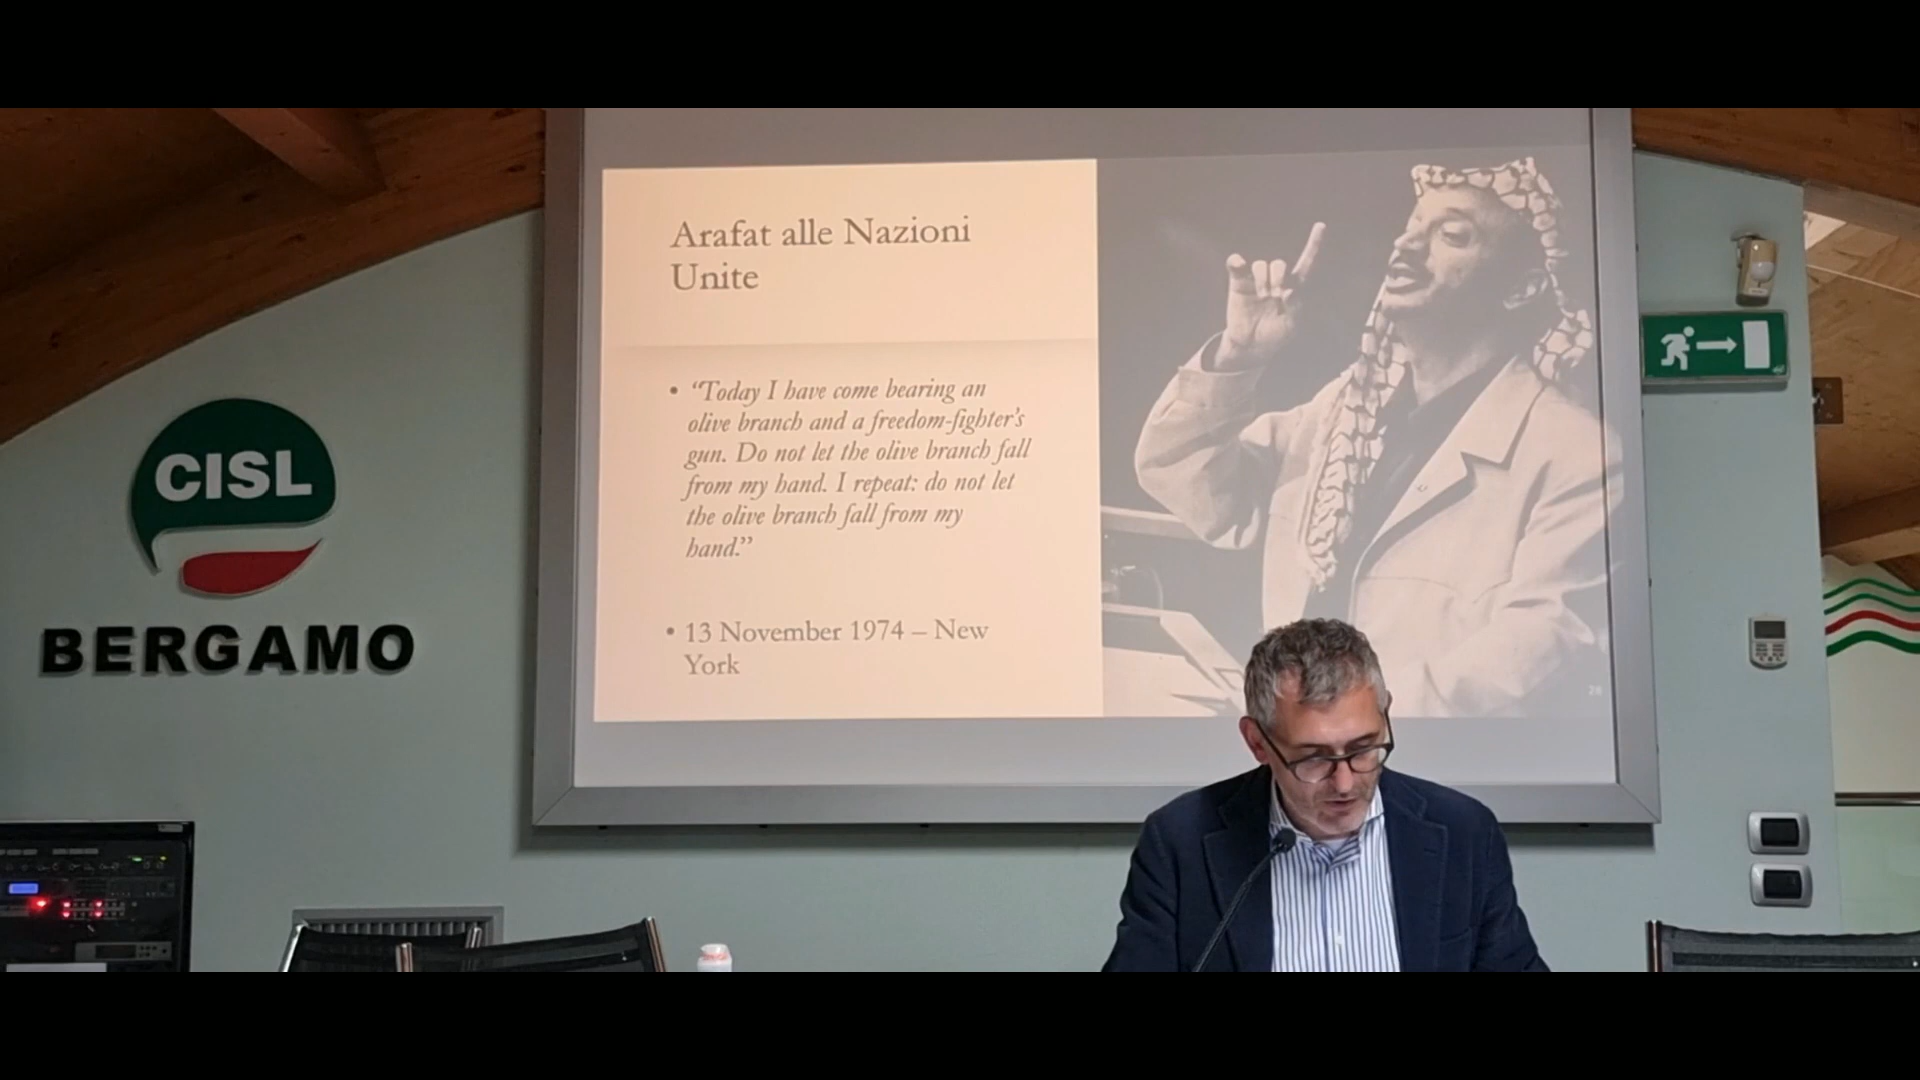 CISL
BERGAMO
Arafat alle Nazioni
Unite
• “Today I have come bearing an
olive branch and a freedom-fighter’s
gun. Do not let the olive branch fall
from my hand. I repeat: do not let
the olive branch fall from my
hand.”
• 13 November 1974 – New
York
26